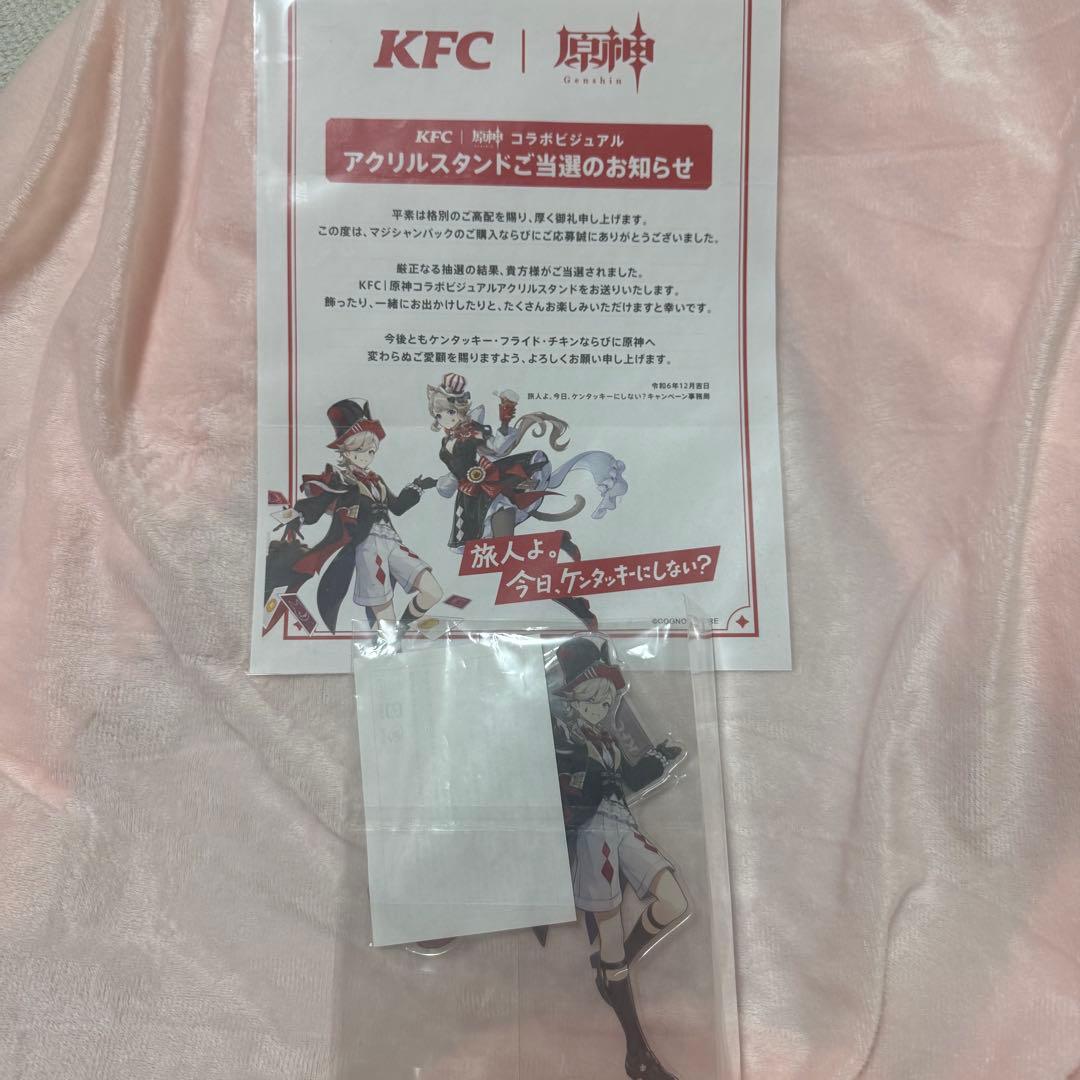 KFC | 原神
Genshin
KFC | 原神 コラボビジュアル
アクリルスタンドご当選のお知らせ
平素は格別のご高配を賜り、厚く御礼申し上げます。
この度は、マジシャンパックのご購入ならびにご応募誠にありがとうございました。
厳正なる抽選の結果、貴方様がご当選されました。
KFC|原神コラボビジュアルアクリルスタンドをお送りいたします。
飾ったり、一緒にお出かけしたりと、たくさんお楽しみいただけますと幸いです。
今後ともケンタッキー・フライド・チキンならびに原神へ
変わらぬご愛顧を賜りますよう、よろしくお願い申し上げます。
令和6年12月吉日
旅人よ、今日、ケンタッキーにしない?キャンペーン事務局
旅人よ。
今日、ケンタッキーにしない?